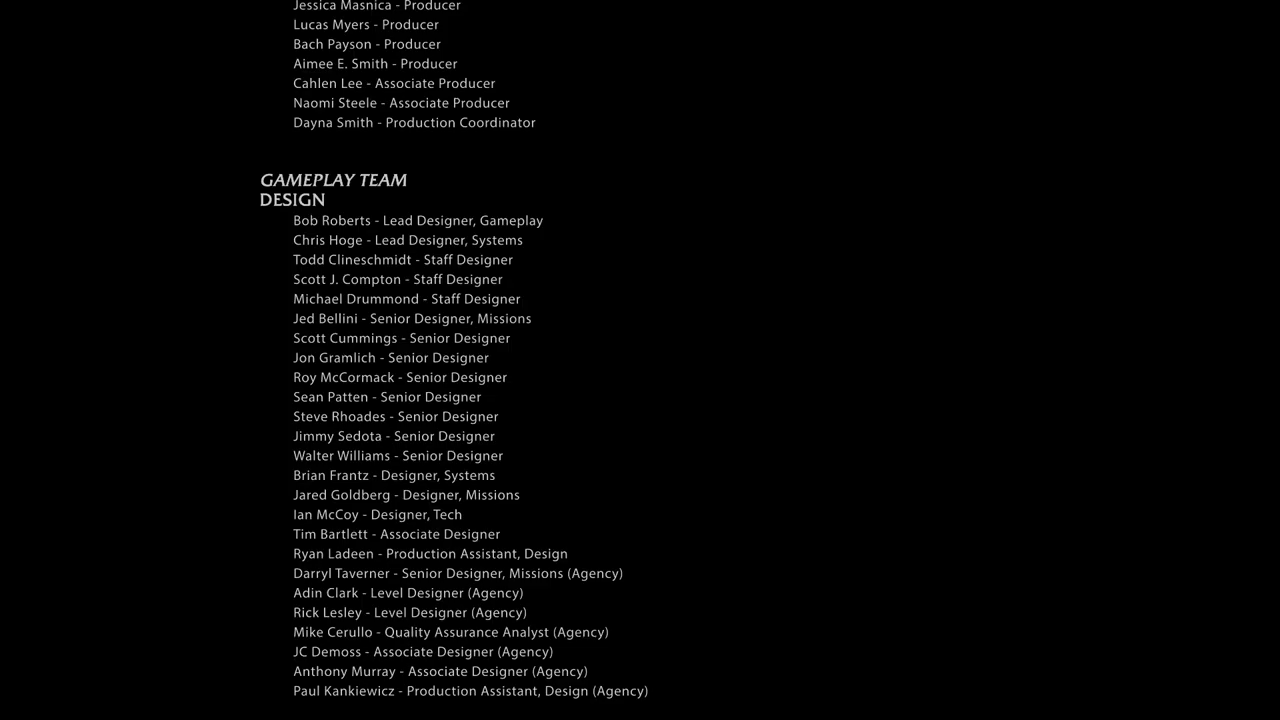 Jessica Masnica - Producer
Lucas Myers - Producer
Bach Payson - Producer
Aimee E. Smith - Producer
Cahlen Lee - Associate Producer
Naomi Steele - Associate Producer
Dayna Smith - Production Coordinator
GAMEPLAY TEAM
DESIGN
Bob Roberts - Lead Designer, Gameplay
Chris Hoge - Lead Designer, Systems
Todd Clineschmidt - Staff Designer
Scott J. Compton - Staff Designer
Michael Drummond - Staff Designer
Jed Bellini - Senior Designer, Missions
Scott Cummings - Senior Designer
Jon Gramlich - Senior Designer
Roy McCormack - Senior Designer
Sean Patten - Senior Designer
Steve Rhoades - Senior Designer
Jimmy Sedota - Senior Designer
Walter Williams - Senior Designer
Brian Frantz - Designer, Systems
Jared Goldberg - Designer, Missions
Ian McCoy - Designer, Tech
Tim Bartlett - Associate Designer
Ryan Ladeen - Production Assistant, Design
Darryl Taverner - Senior Designer, Missions (Agency)
Adin Clark - Level Designer (Agency)
Rick Lesley - Level Designer (Agency)
Mike Cerullo - Quality Assurance Analyst (Agency)
JC Demoss - Associate Designer (Agency)
Anthony Murray - Associate Designer (Agency)
Paul Kankiewicz - Production Assistant, Design (Agency)